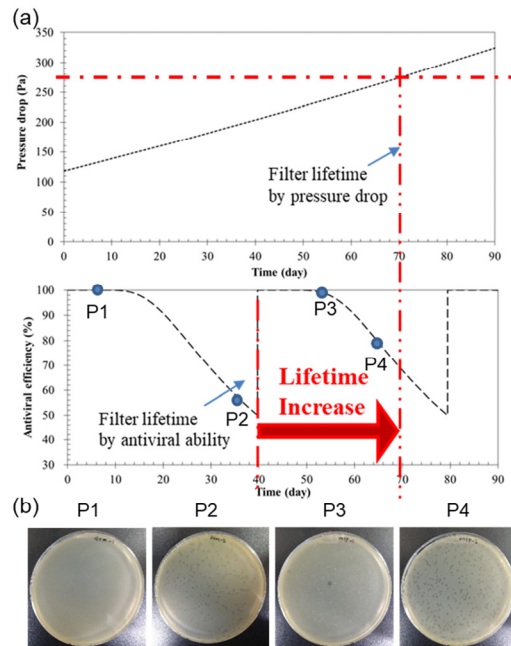 (a)
350
300
250
200
150
100
50
0
Pressure drop (Pa)
Filter lifetime
by pressure drop
0 10 20 30 40 50 60 70 80 90
Time (day)
100
90
80
70
60
50
40
30
Antiviral efficiency (%)
P1
P3
P4
P2
Lifetime
Increase
Filter lifetime
by antiviral ability
0 10 20 30 40 50 60 70 80 90
Time (day)
(b)
P1 P2 P3 P4